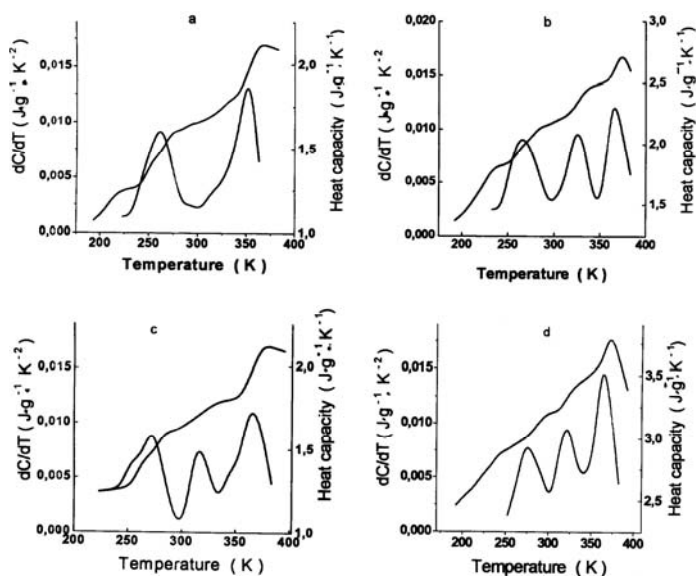 a
dC/dT ( J·g⁻¹ · K⁻² )
0,015
0,010
0,005
0,000
2,0
1,5
1,0
Heat capacity ( J·g⁻¹ · K⁻¹ )
200 250 300 350 400
Temperature ( K )
b
dC/dT ( J·g⁻¹ · K⁻² )
0,020
0,015
0,010
0,005
0,000
3,0
2,5
2,0
1,5
Heat capacity ( J·g⁻¹ · K⁻¹ )
200 250 300 350 400
Temperature ( K )
c
dC/dT ( J·g⁻¹ · K⁻² )
0,015
0,010
0,005
0,000
2,0
1,5
1,0
Heat capacity ( J·g⁻¹ · K⁻¹ )
200 250 300 350 400
Temperature ( K )
d
dC/dT ( J·g⁻¹ · K⁻² )
0,015
0,010
0,005
0,000
3,5
3,0
2,5
Heat capacity ( J·g⁻¹ · K⁻¹ )
200 250 300 350 400
Temperature ( K )